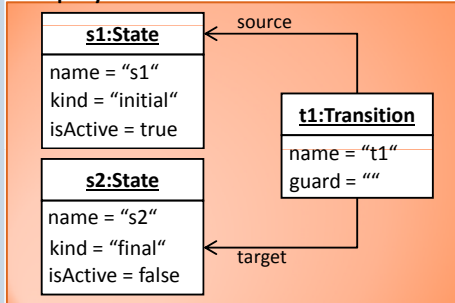 s1:State
name = “s1“
kind = “initial“
isActive = true
source
t1:Transition
name = “t1“
guard = ““
s2:State
name = “s2“
kind = “final“
isActive = false
target